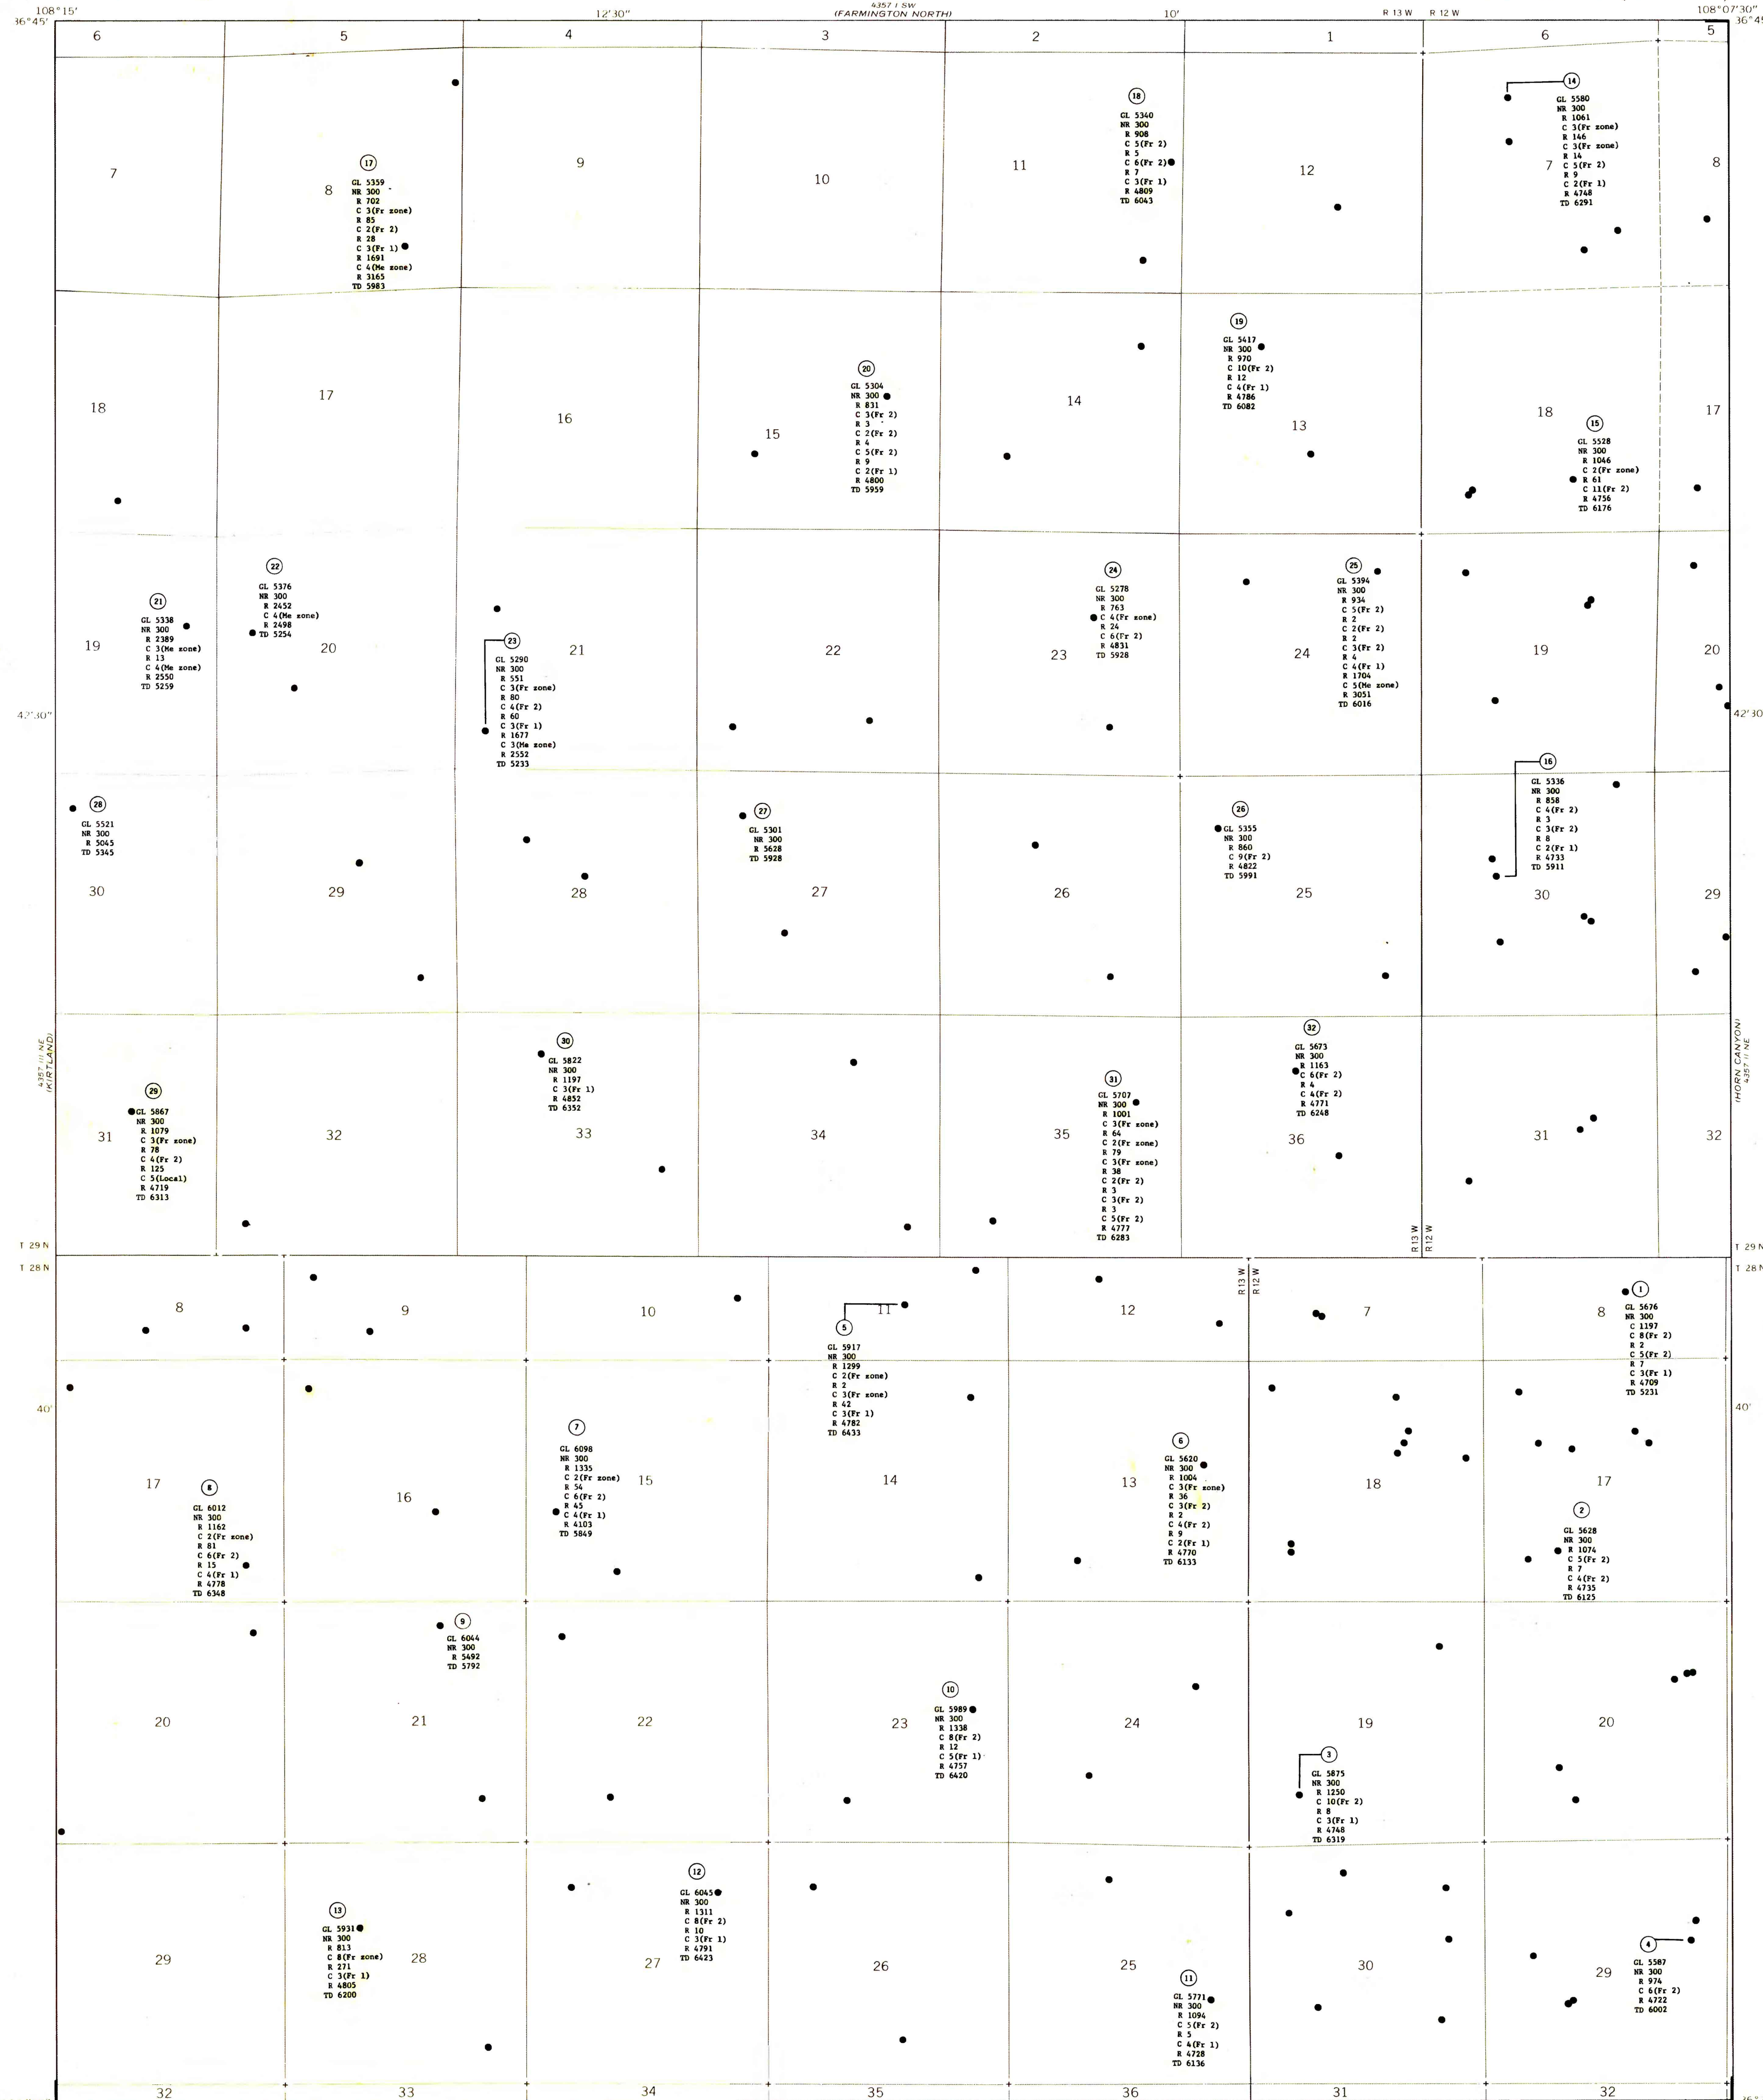 4357 I SW
(FARMINGTON NORTH)
108°15'
12'30"
10'
R 13 W
R 12 W
108°07'30"
36°45'
36°45'
6
5
4
3
2
1
6
5
7
8
9
10
11
12
7
8
17
GL 5359
NR 300
R 702
C 3(Fr zone)
R 85
C 2(Fr 2)
R 28
C 3(Fr 1)
R 1691
C 4(Me zone)
R 3165
TD 5983
18
GL 5340
NR 300
R 908
C 5(Fr 2)
R 5
C 6(Fr 2)
R 7
C 3(Fr 1)
R 4809
TD 6043
14
GL 5580
NR 300
R 1061
C 3(Fr zone)
R 146
C 3(Fr zone)
R 14
C 5(Fr 2)
R 9
C 2(Fr 1)
R 4748
TD 6291
18
17
16
15
14
13
18
17
20
GL 5304
NR 300
R 831
C 3(Fr 2)
R 3
C 2(Fr 2)
R 4
C 5(Fr 2)
R 9
C 2(Fr 1)
R 4800
TD 5959
19
GL 5417
NR 300
R 970
C 10(Fr 2)
R 12
C 4(Fr 1)
R 4786
TD 6082
15
GL 5528
NR 300
R 1046
C 2(Fr zone)
R 61
C 11(Fr 2)
R 4756
TD 6176
19
20
21
22
23
24
19
20
42'30"
42'30"
21
GL 5338
NR 300
R 2389
C 3(Me zone)
R 13
C 4(Me zone)
R 2550
TD 5259
22
GL 5376
NR 300
R 2452
C 4(Me zone)
R 2498
TD 5254
23
GL 5290
NR 300
R 551
C 3(Fr zone)
R 80
C 4(Fr 2)
R 60
C 3(Fr 1)
R 1677
C 3(Me zone)
R 2552
TD 5233
24
GL 5278
NR 300
R 763
C 4(Fr zone)
R 24
C 6(Fr 2)
R 4831
TD 5928
25
GL 5394
NR 300
R 934
C 5(Fr 2)
R 2
C 2(Fr 2)
R 2
C 3(Fr 2)
R 4
C 4(Fr 1)
R 1704
C 5(Me zone)
R 3051
TD 6016
30
29
28
27
26
25
30
29
28
GL 5521
NR 300
R 5045
TD 5345
27
GL 5301
NR 300
R 5628
TD 5928
26
GL 5355
NR 300
R 860
C 9(Fr 2)
R 4822
TD 5991
16
GL 5336
NR 300
R 858
C 4(Fr 2)
R 3
C 3(Fr 2)
R 8
C 2(Fr 1)
R 4733
TD 5911
4357 III NE
(KIRTLAND)
(HORN CANYON)
4357 II NE
31
32
33
34
35
36
31
32
29
GL 5867
NR 300
R 1079
C 3(Fr zone)
R 78
C 4(Fr 2)
R 125
C 5(Local)
R 4719
TD 6313
30
GL 5822
NR 300
R 1197
C 3(Fr 1)
R 4852
TD 6352
31
GL 5707
NR 300
R 1001
C 3(Fr zone)
R 64
C 2(Fr zone)
R 79
C 3(Fr zone)
R 38
C 2(Fr 2)
R 3
C 3(Fr 2)
R 3
C 5(Fr 2)
R 4777
TD 6283
32
GL 5673
NR 300
R 1163
C 6(Fr 2)
R 4
C 4(Fr 2)
R 4771
TD 6248
R 13 W
R 12 W
T 29 N
T 29 N
T 28 N
T 28 N
R 13 W
R 12 W
8
9
10
11
12
7
8
5
GL 5917
NR 300
R 1299
C 2(Fr zone)
R 2
C 3(Fr zone)
R 42
C 3(Fr 1)
R 4782
TD 6433
1
GL 5676
NR 300
C 1197
C 8(Fr 2)
R 2
C 5(Fr 2)
R 7
C 3(Fr 1)
R 4709
TD 5231
40'
40'
17
16
15
14
13
18
17
8
GL 6012
NR 300
R 1162
C 2(Fr zone)
R 81
C 6(Fr 2)
R 15
C 4(Fr 1)
R 4778
TD 6348
7
GL 6098
NR 300
R 1335
C 2(Fr zone)
R 54
C 6(Fr 2)
R 45
C 4(Fr 1)
R 4103
TD 5849
6
GL 5620
NR 300
R 1004
C 3(Fr zone)
R 36
C 3(Fr 2)
R 2
C 4(Fr 2)
R 9
C 2(Fr 1)
R 4770
TD 6133
2
GL 5628
NR 300
R 1074
C 5(Fr 2)
R 7
C 4(Fr 2)
R 4735
TD 6125
20
21
22
23
24
19
20
9
GL 6044
NR 300
R 5492
TD 5792
10
GL 5989
NR 300
R 1338
C 8(Fr 2)
R 12
C 5(Fr 1)
R 4757
TD 6420
3
GL 5875
NR 300
R 1250
C 10(Fr 2)
R 8
C 3(Fr 1)
R 4748
TD 6319
29
28
27
26
25
30
29
13
GL 5931
NR 300
R 813
C 8(Fr zone)
R 271
C 3(Fr 1)
R 4805
TD 6200
12
GL 6045
NR 300
R 1311
C 8(Fr 2)
R 10
C 3(Fr 1)
R 4791
TD 6423
11
GL 5771
NR 300
R 1094
C 5(Fr 2)
R 5
C 4(Fr 1)
R 4728
TD 6136
4
GL 5587
NR 300
R 974
C 6(Fr 2)
R 4722
TD 6002
32
33
34
35
36
31
32